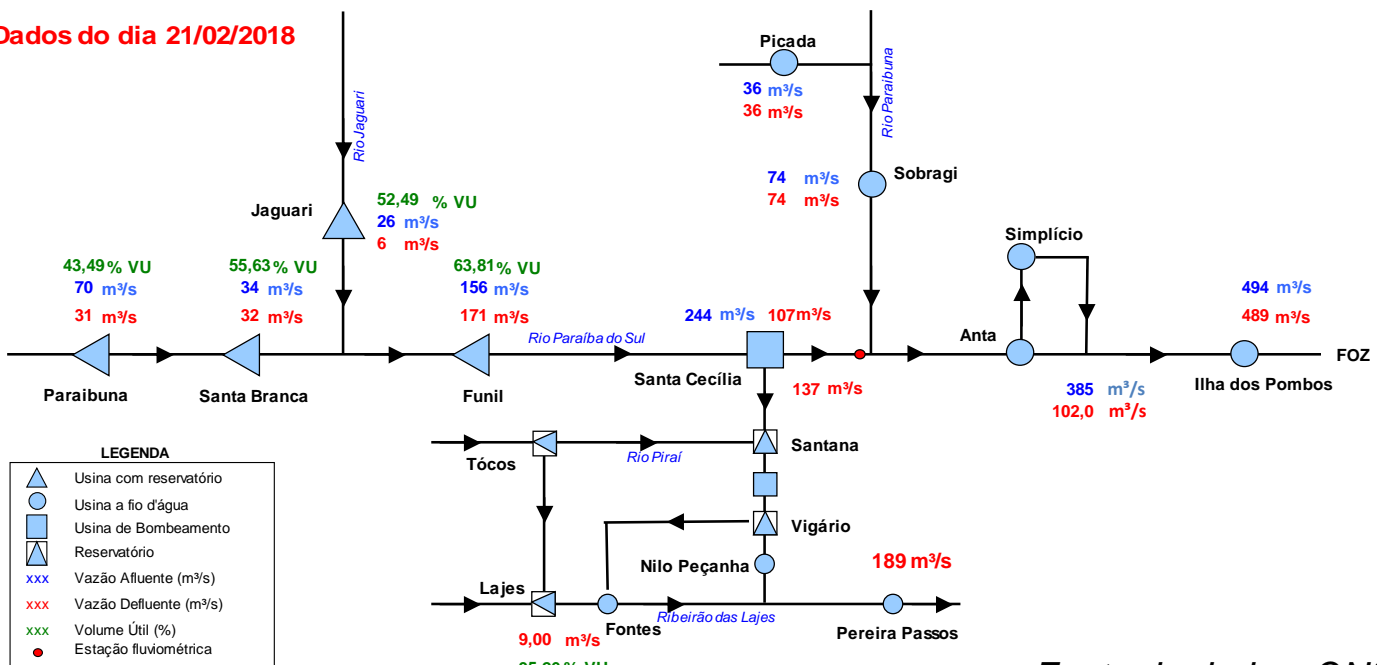 Dados do dia 21/02/2018
Picada
36 m³/s
36 m³/s
Rio Paraibuna
Rio Jaguari
74 m³/s
74 m³/s
Sobragi
Jaguari
52,49 % VU
26 m³/s
6 m³/s
Simplício
43,49% VU
70 m³/s
31 m³/s
55,63% VU
34 m³/s
32 m³/s
63,81% VU
156 m³/s
171 m³/s
494 m³/s
489 m³/s
Rio Paraíba do Sul
244 m³/s 107m³/s
Anta
FOZ
Paraibuna
Santa Branca
Funil
Santa Cecília
137 m³/s
385 m³/s
102,0 m³/s
Ilha dos Pombos
Tócos
Rio Piraí
Santana
Vigário
Nilo Peçanha
189 m³/s
Lajes
Fontes
Ribeirão das Lajes
Pereira Passos
9,00 m³/s
LEGENDA
Usina com reservatório
Usina a fio d'água
Usina de Bombeamento
Reservatório
xxx Vazão Afluente (m³/s)
xxx Vazão Defluente (m³/s)
xxx Volume Útil (%)
Estação fluviométrica